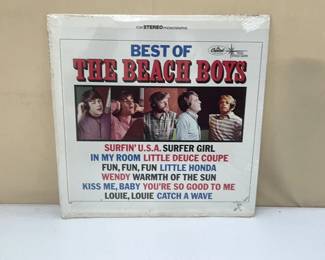 STEREO
Capitol
BEST OF
THE BEACH BOYS
SURFIN' U.S.A. SURFER GIRL
IN MY ROOM LITTLE DEUCE COUPE
FUN, FUN, FUN LITTLE HONDA
WENDY WARMTH OF THE SUN
KISS ME, BABY YOU'RE SO GOOD TO ME
LOUIE, LOUIE CATCH A WAVE